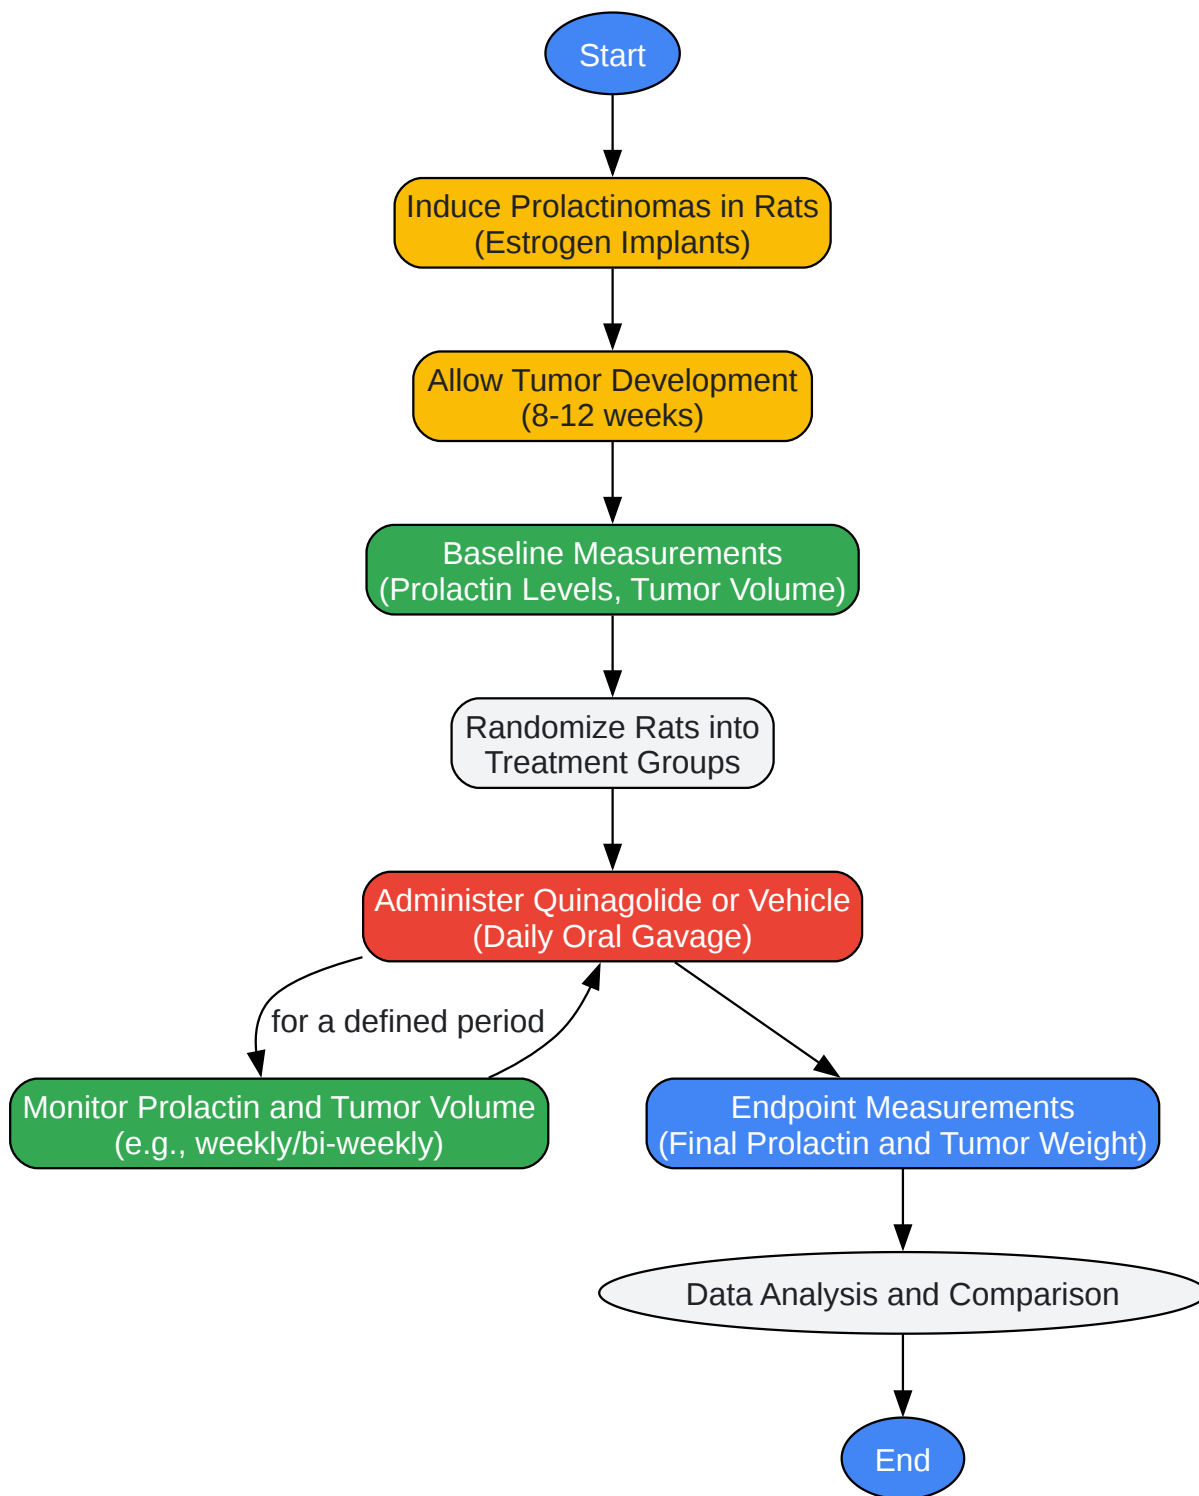 Start
Induce Prolactinomas in Rats
(Estrogen Implants)
Allow Tumor Development
(8-12 weeks)
Baseline Measurements
(Prolactin Levels, Tumor Volume)
Randomize Rats into
Treatment Groups
Administer Quinagolide or Vehicle
(Daily Oral Gavage)
for a defined period
Monitor Prolactin and Tumor Volume
(e.g., weekly/bi-weekly)
Endpoint Measurements
(Final Prolactin and Tumor Weight)
Data Analysis and Comparison
End